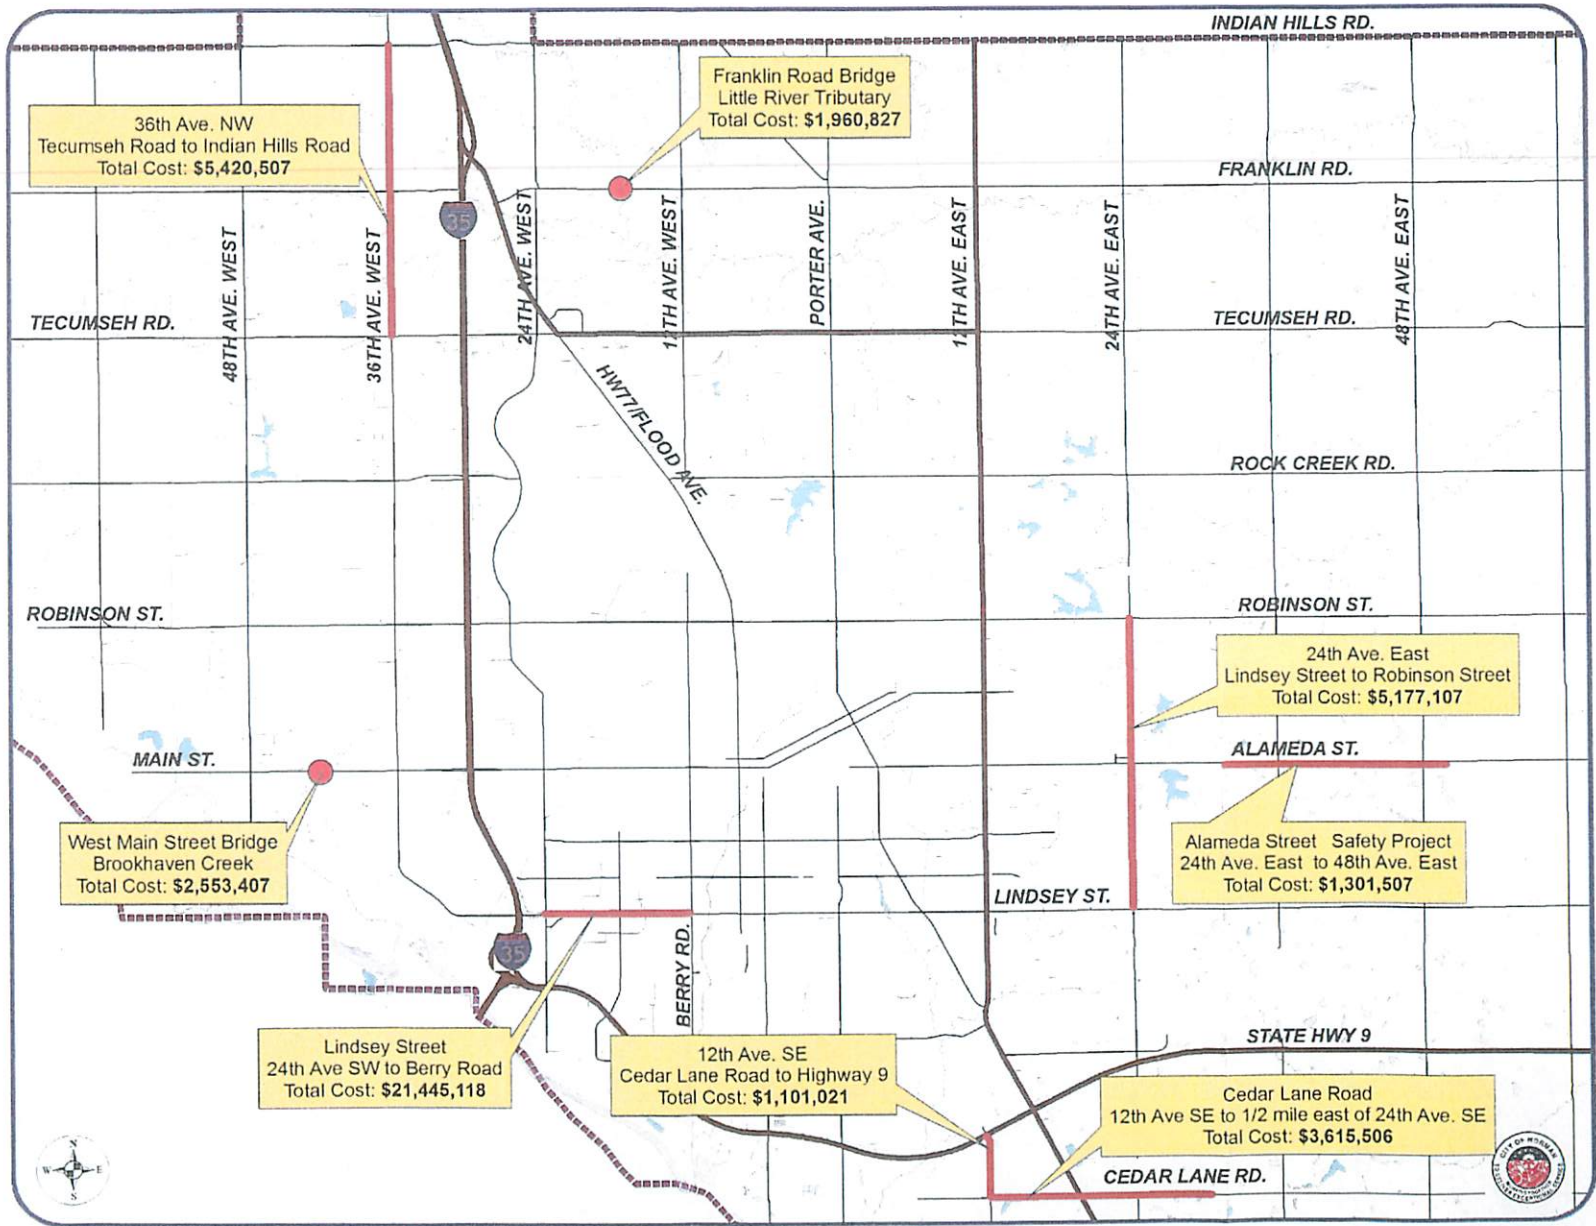 INDIAN HILLS RD.
Franklin Road Bridge
Little River Tributary
Total Cost: $1,960,827
36th Ave. NW
Tecumseh Road to Indian Hills Road
Total Cost: $5,420,507
FRANKLIN RD.
35
48TH AVE. WEST
36TH AVE. WEST
24TH AVE. WEST
12TH AVE. WEST
PORTER AVE.
12TH AVE. EAST
24TH AVE. EAST
48TH AVE. EAST
TECUMSEH RD.
TECUMSEH RD.
HW77/FLOOD AVE.
ROCK CREEK RD.
ROBINSON ST.
ROBINSON ST.
24th Ave. East
Lindsey Street to Robinson Street
Total Cost: $5,177,107
MAIN ST.
ALAMEDA ST.
West Main Street Bridge
Brookhaven Creek
Total Cost: $2,553,407
Alameda Street Safety Project
24th Ave. East to 48th Ave. East
Total Cost: $1,301,507
LINDSEY ST.
35
BERRY RD.
Lindsey Street
24th Ave SW to Berry Road
Total Cost: $21,445,118
12th Ave. SE
Cedar Lane Road to Highway 9
Total Cost: $1,101,021
STATE HWY 9
Cedar Lane Road
12th Ave SE to 1/2 mile east of 24th Ave. SE
Total Cost: $3,615,506
CEDAR LANE RD.
N
W E
S
CITY OF NORMAN